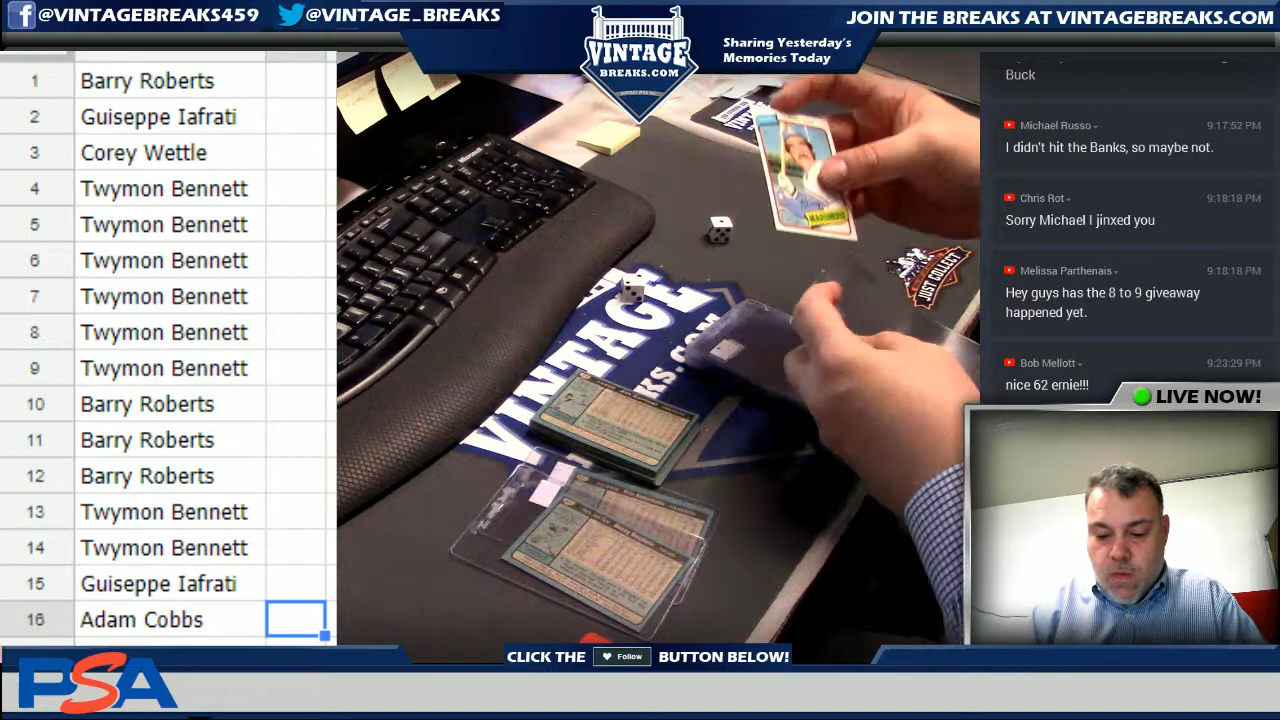 @VINTAGEBREAKS459
@VINTAGE_BREAKS
VINTAGE
BREAKS.COM
Sharing Yesterday's
Memories Today
JOIN THE BREAKS AT VINTAGEBREAKS.COM
1 Barry Roberts
2 Guiseppe Iafrati
3 Corey Wettle
4 Twymon Bennett
5 Twymon Bennett
6 Twymon Bennett
7 Twymon Bennett
8 Twymon Bennett
9 Twymon Bennett
10 Barry Roberts
11 Barry Roberts
12 Barry Roberts
13 Twymon Bennett
14 Twymon Bennett
15 Guiseppe Iafrati
16 Adam Cobbs
MARINERS
JUST COLLECT
VINTAGE
Buck
Michael Russo 9:17:52 PM
I didn't hit the Banks, so maybe not.
Chris Rot 9:18:18 PM
Sorry Michael I jinxed you
Melissa Parthenais 9:18:18 PM
Hey guys has the 8 to 9 giveaway
happened yet.
Bob Mellott 9:23:29 PM
nice 62 ernie!!!
LIVE NOW!
CLICK THE Follow BUTTON BELOW!
PSA